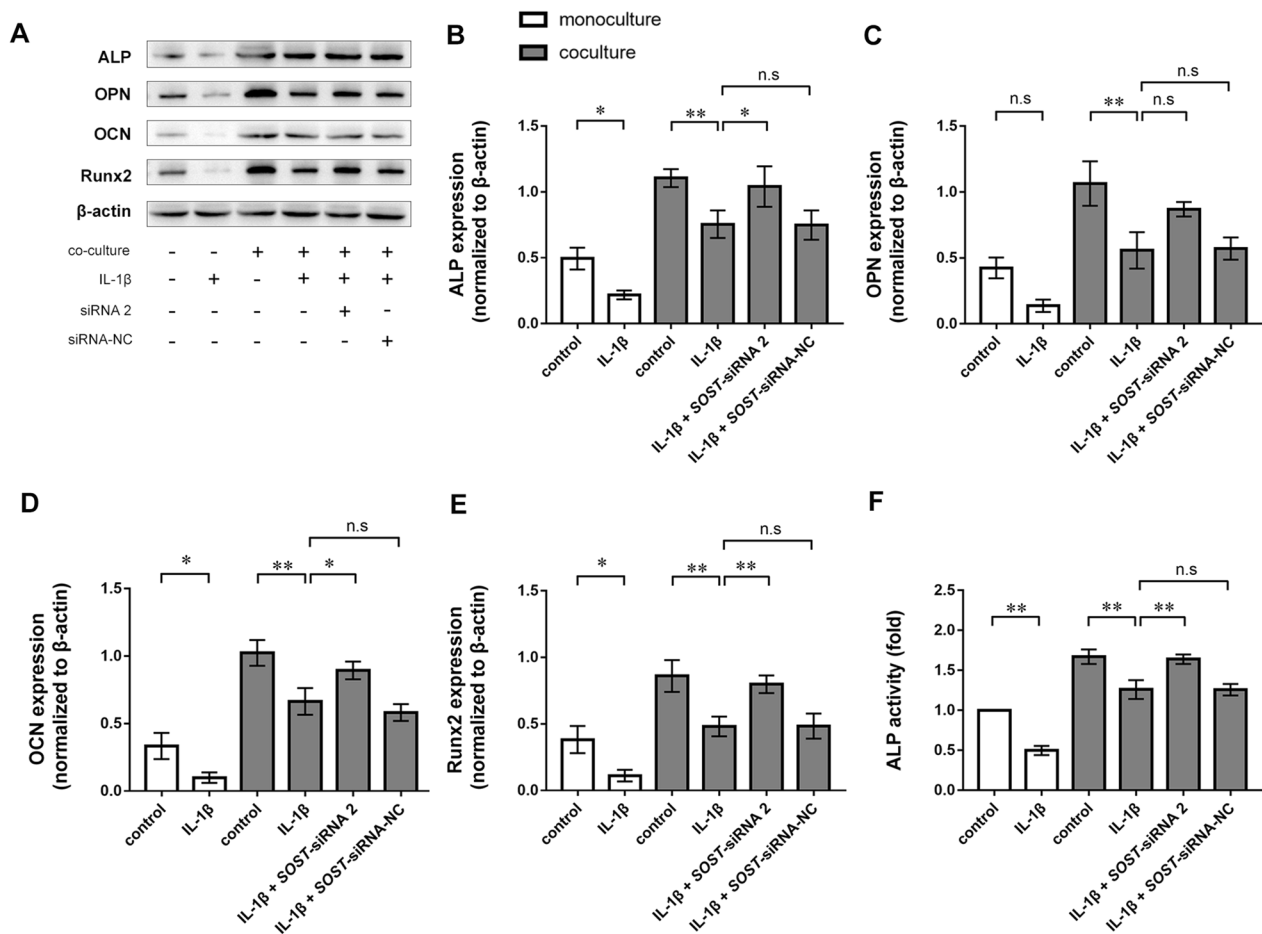 A
ALP
OPN
OCN
Runx2
β-actin
co-culture - - + + + +
IL-1β - + - + + +
siRNA 2 - - - - + -
siRNA-NC - - - - - +
monoculture
coculture
B
ALP expression
(normalized to β-actin)
1.5
1.0
0.5
0.0
* ** * n.s
control
IL-1β
control
IL-1β
IL-1β + SOST-siRNA 2
IL-1β + SOST-siRNA-NC
C
OPN expression
(normalized to β-actin)
1.5
1.0
0.5
0.0
n.s ** n.s n.s
control
IL-1β
control
IL-1β
IL-1β + SOST-siRNA 2
IL-1β + SOST-siRNA-NC
D
OCN expression
(normalized to β-actin)
1.5
1.0
0.5
0.0
* ** * n.s
control
IL-1β
control
IL-1β
IL-1β + SOST-siRNA 2
IL-1β + SOST-siRNA-NC
E
Runx2 expression
(normalized to β-actin)
1.5
1.0
0.5
0.0
* ** ** n.s
control
IL-1β
control
IL-1β
IL-1β + SOST-siRNA 2
IL-1β + SOST-siRNA-NC
F
ALP activity (fold)
2.5
2.0
1.5
1.0
0.5
0.0
** ** ** n.s
control
IL-1β
control
IL-1β
IL-1β + SOST-siRNA 2
IL-1β + SOST-siRNA-NC